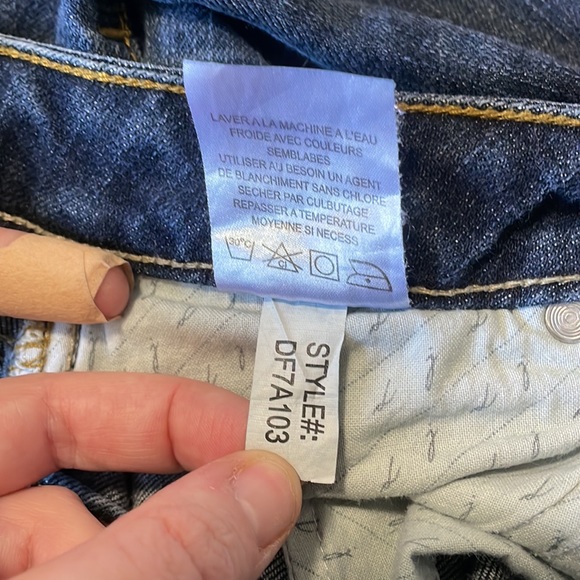 LAVER A LA MACHINE A L'EAU
FROIDE AVEC COULEURS
SEMBLABES
UTILISER AU BESOIN UN AGENT
DE BLANCHIMENT SANS CHLORE
SECHER PAR CULBUTAGE
REPASSER A TEMPERATURE
MOYENNE SI NECESS
30°C
STYLE#:
DF7A103